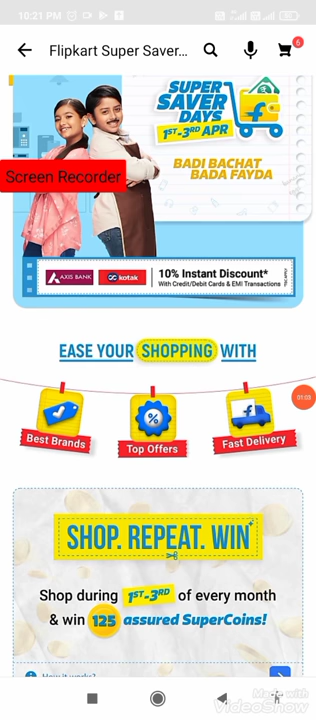 10:21 PM
Flipkart Super Saver...
6
SUPER
SAVER
DAYS
1ST-3RD APR
BADI BACHAT
BADA FAYDA
Screen Recorder
AXIS BANK
kotak
10% Instant Discount*
With Credit/Debit Cards & EMI Transactions
EASE YOUR SHOPPING WITH
01:03
Best Brands
Top Offers
Fast Delivery
SHOP. REPEAT. WIN
Shop during 1ST-3RD of every month
& win 125 assured SuperCoins!
How it works?
Made with
VideoShow